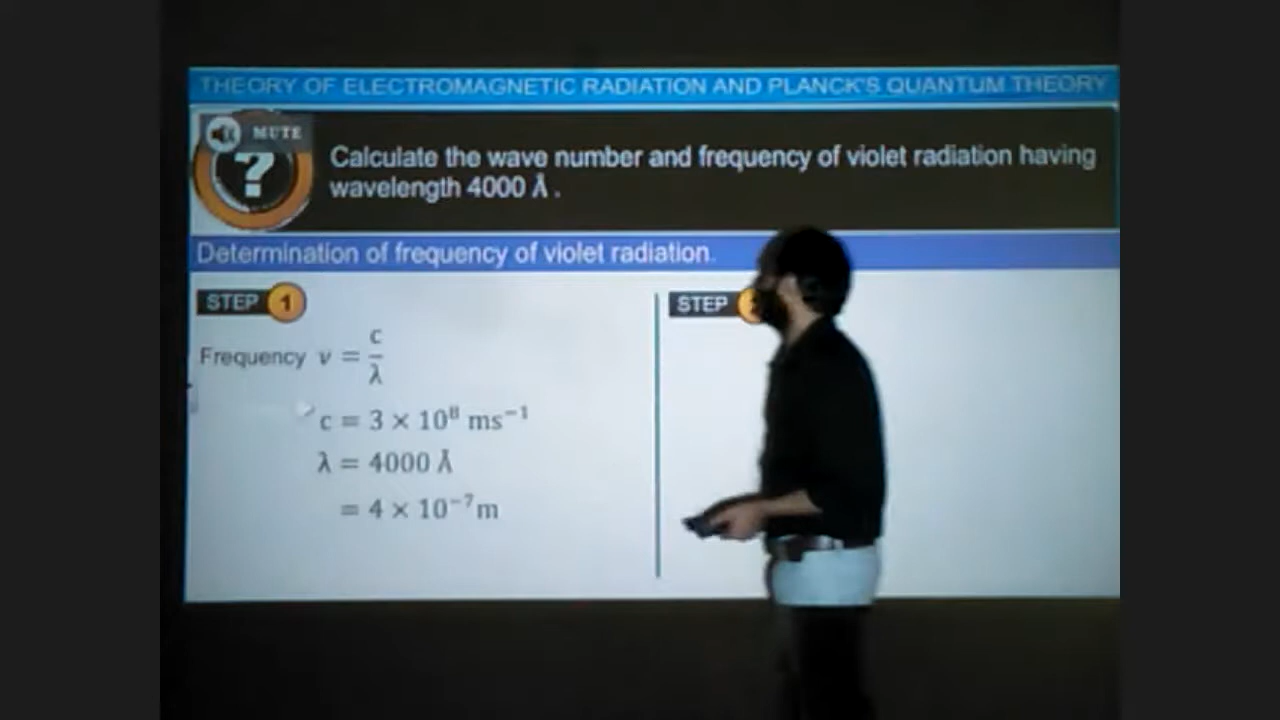 THEORY OF ELECTROMAGNETIC RADIATION AND PLANCK'S QUANTUM THEORY
MUTE
?
Calculate the wave number and frequency of violet radiation having
wavelength 4000 Å .
Determination of frequency of violet radiation.
STEP 1
Frequency ν = c/λ
c = 3 × 10⁸ ms⁻¹
λ = 4000 Å
= 4 × 10⁻⁷ m
STEP